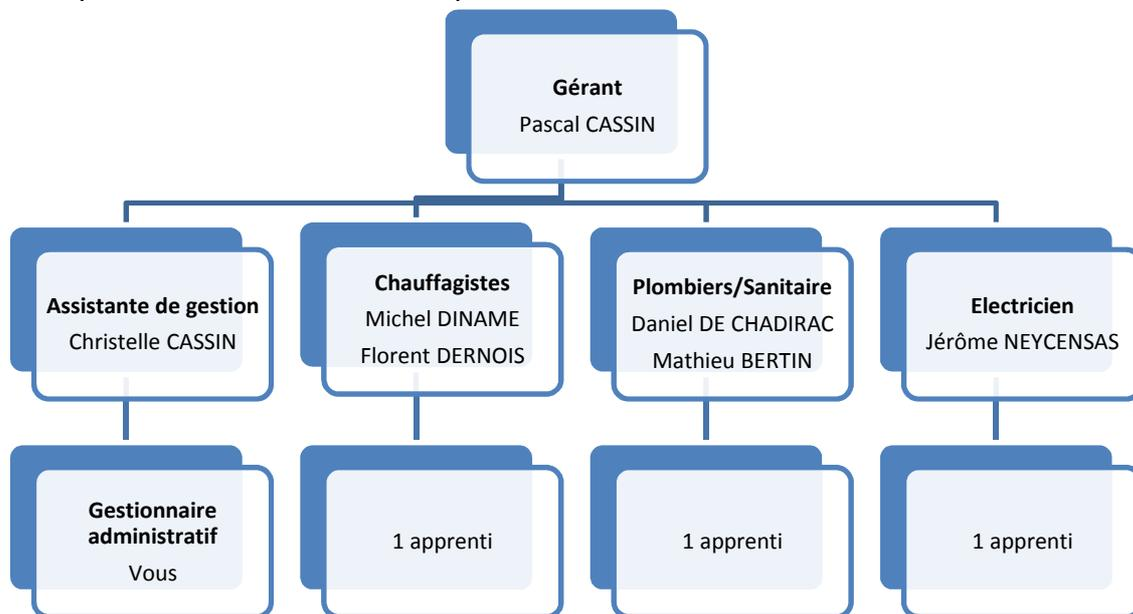 Gérant
Pascal CASSIN
Assistante de gestion
Christelle CASSIN
Chauffagistes
Michel DINAME
Florent DERNOIS
Plombiers/Sanitaire
Daniel DE CHADIRAC
Mathieu BERTIN
Electricien
Jérôme NEYCENSAS
Gestionnaire
administratif
Vous
1 apprenti
1 apprenti
1 apprenti